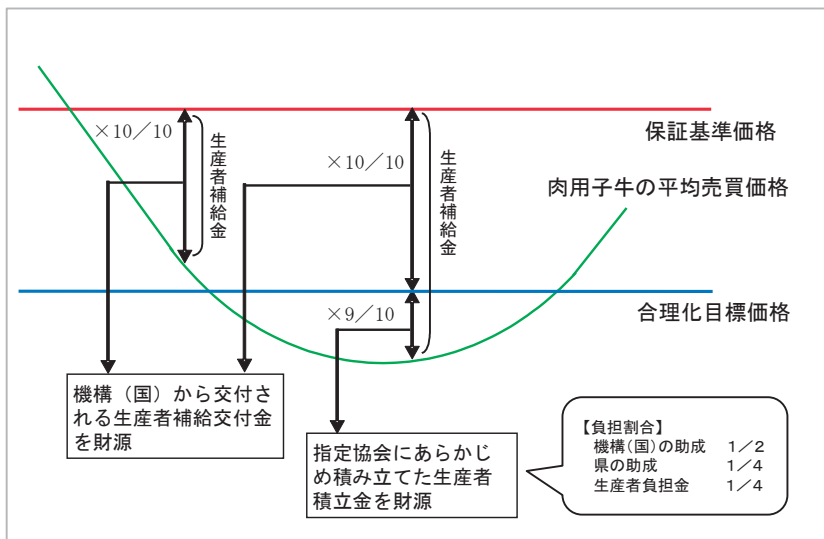 保証基準価格
×10／10
生産者補給金
×10／10
生産者補給金
肉用子牛の平均売買価格
合理化目標価格
×9／10
機構（国）から交付さ
れる生産者補給交付金
を財源
指定協会にあらかじ
め積み立てた生産者
積立金を財源
【負担割合】
機構(国)の助成 1／2
県の助成 1／4
生産者負担金 1／4